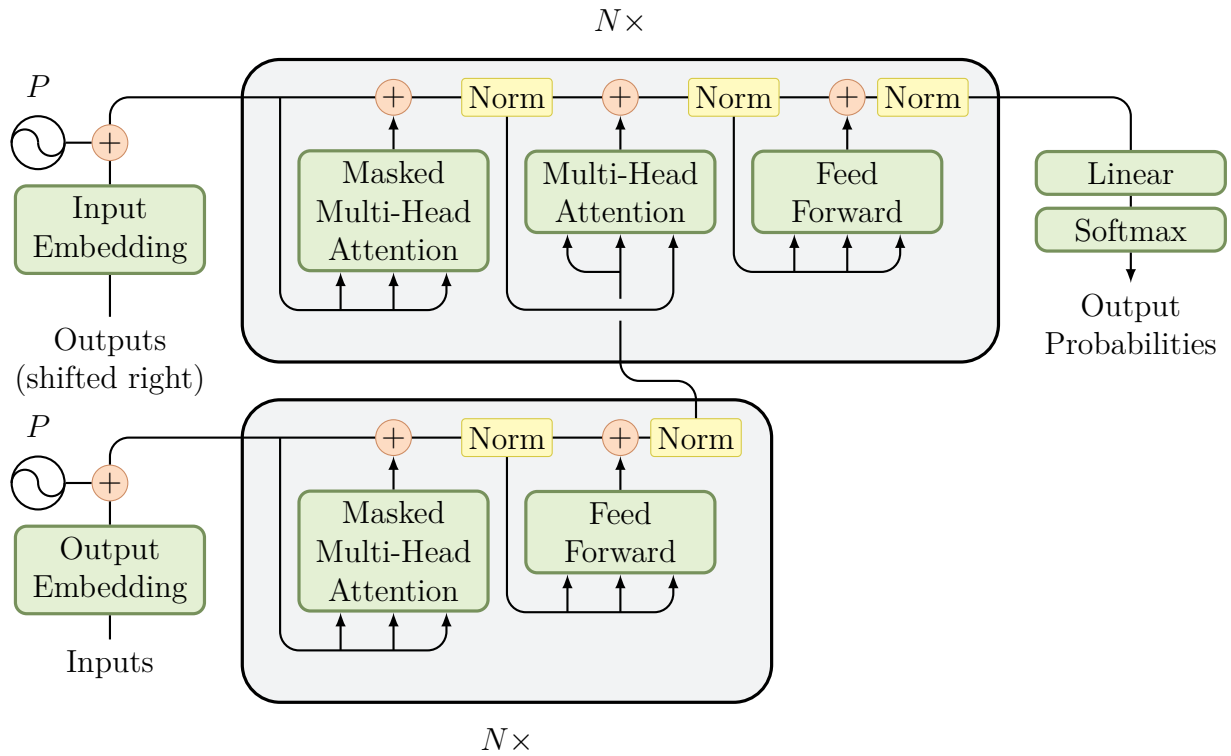 N×
P
+
Input
Embedding
Outputs
(shifted right)
+
Norm
+
Norm
+
Norm
Masked
Multi-Head
Attention
Multi-Head
Attention
Feed
Forward
Linear
Softmax
Output
Probabilities
P
+
Output
Embedding
Inputs
+
Norm
+
Norm
Masked
Multi-Head
Attention
Feed
Forward
N×